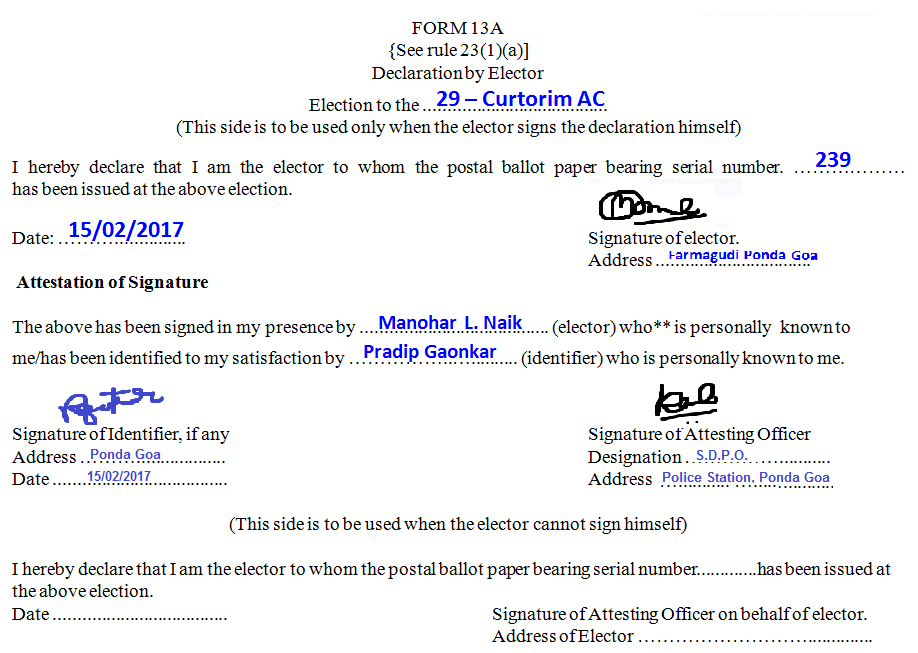 FORM 13A
{See rule 23(1)(a)]
Declaration by Elector
Election to the ...29 – Curtorim AC
(This side is to be used only when the elector signs the declaration himself)
I hereby declare that I am the elector to whom the postal ballot paper bearing serial number. ...239...
has been issued at the above election.
Date: ...15/02/2017...
Signature of elector.
Address ...Farmagudi Ponda Goa
Attestation of Signature
The above has been signed in my presence by ....Manohar L. Naik..... (elector) who** is personally known to
me/has been identified to my satisfaction by ...Pradip Gaonkar..... (identifier) who is personally known to me.
Signature of Identifier, if any
Signature of Attesting Officer
Address ...Ponda Goa...............
Designation ...S.D.P.O. ..............
Date .......15/02/2017...................
Address Police Station, Ponda Goa
(This side is to be used when the elector cannot sign himself)
I hereby declare that I am the elector to whom the postal ballot paper bearing serial number.............has been issued at
the above election.
Date .......................................
Signature of Attesting Officer on behalf of elector.
Address of Elector .......................................